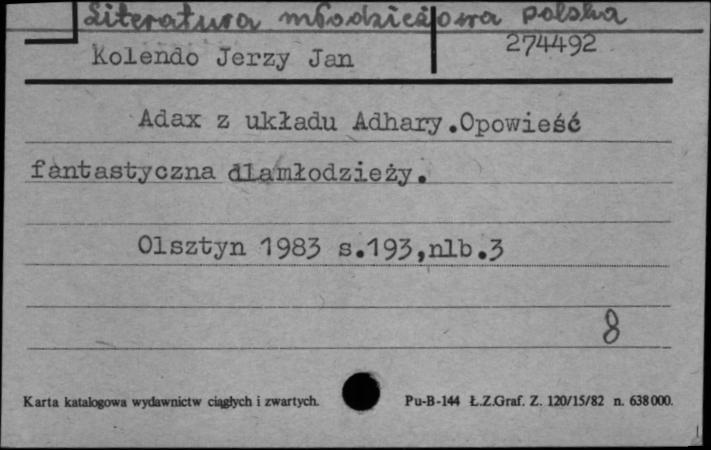 Literatura młodzieżowa polska
Kolendo Jerzy Jan
274492
Adax z układu Adhary.Opowieść
fantastyczna dlamłodzieży.
Olsztyn 1983 s.193,nlb.3
8
Karta katalogowa wydawnictw ciągłych i zwartych.
Pu-B-144 Ł.Z.Graf. Z. 120/15/82 n. 638000.
1